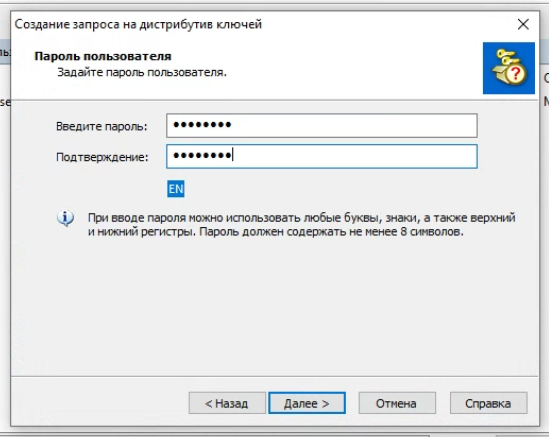 Создание запроса на дистрибутив ключей
Пароль пользователя
Задайте пароль пользователя.
Введите пароль: ••••••••
Подтверждение: ••••••••
EN
При вводе пароля можно использовать любые буквы, знаки, а также верхний
и нижний регистры. Пароль должен содержать не менее 8 символов.
< Назад
Далее >
Отмена
Справка